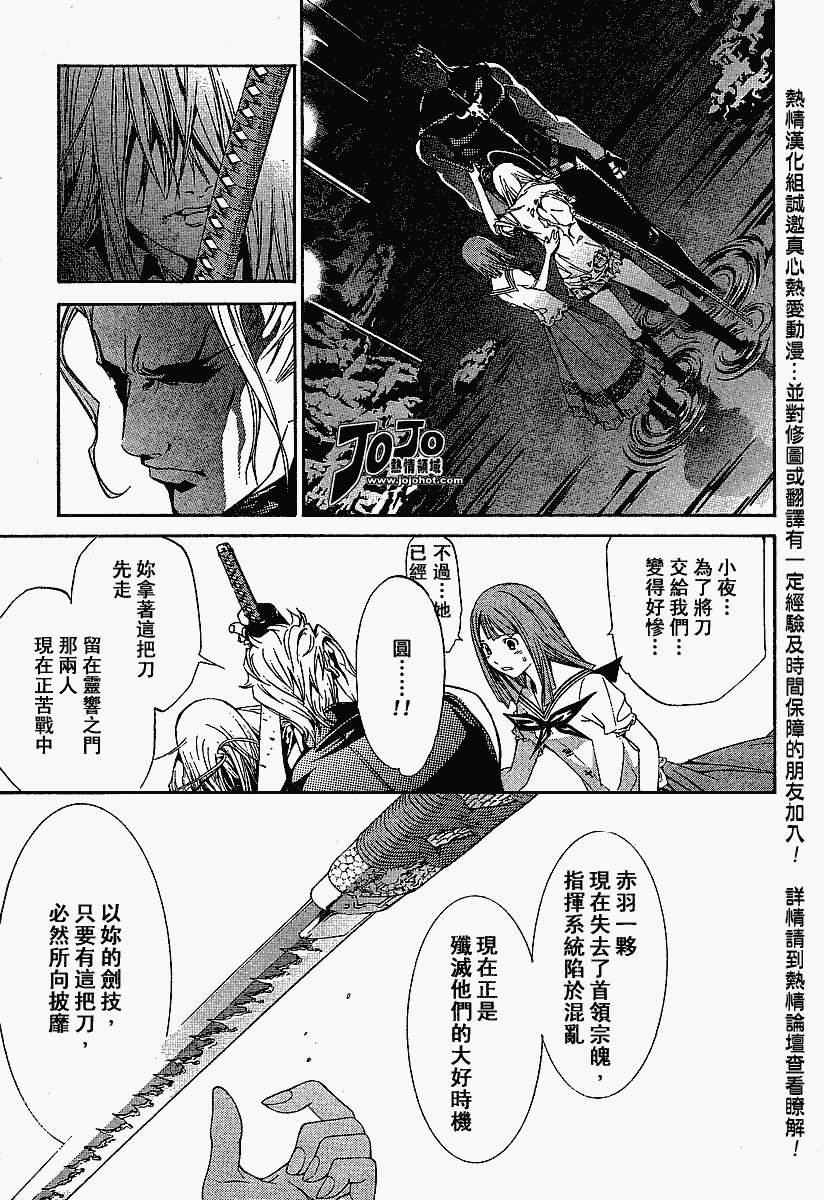 熱情漢化組誠邀真心熱愛動漫…並對修圖或翻譯有一定經驗及時間保障的朋友加入！ 詳情請到熱情論壇查看瞭解！
JOJO
熱情領域
www.jojohot.com
小夜…
為了將刀
交給我們…
變得好慘…
不過…她
已經
圓……!!
妳拿著這把刀
先走
留在靈響之門
那兩人
現在正苦戰中
赤羽一夥
現在失去了首領宗魄，
指揮系統陷於混亂
現在正是
殲滅他們的大好時機
以妳的劍技，
只要有這把刀，
必然所向披靡